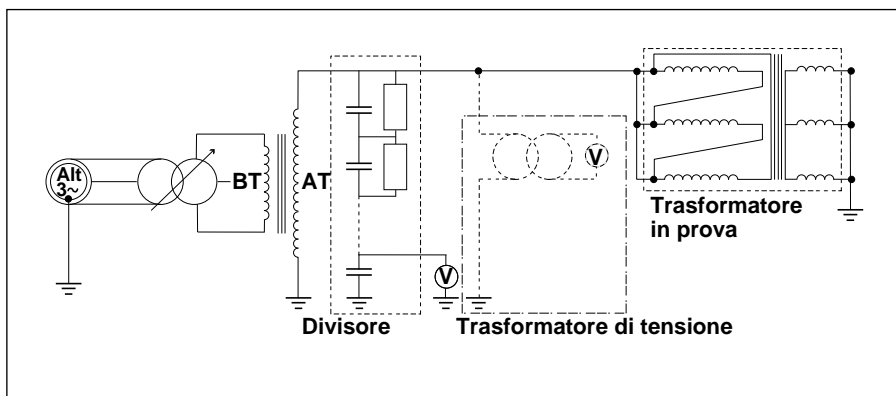 Alt
3~
BT
AT
V
V
Divisore
Trasformatore di tensione
Trasformatore
in prova